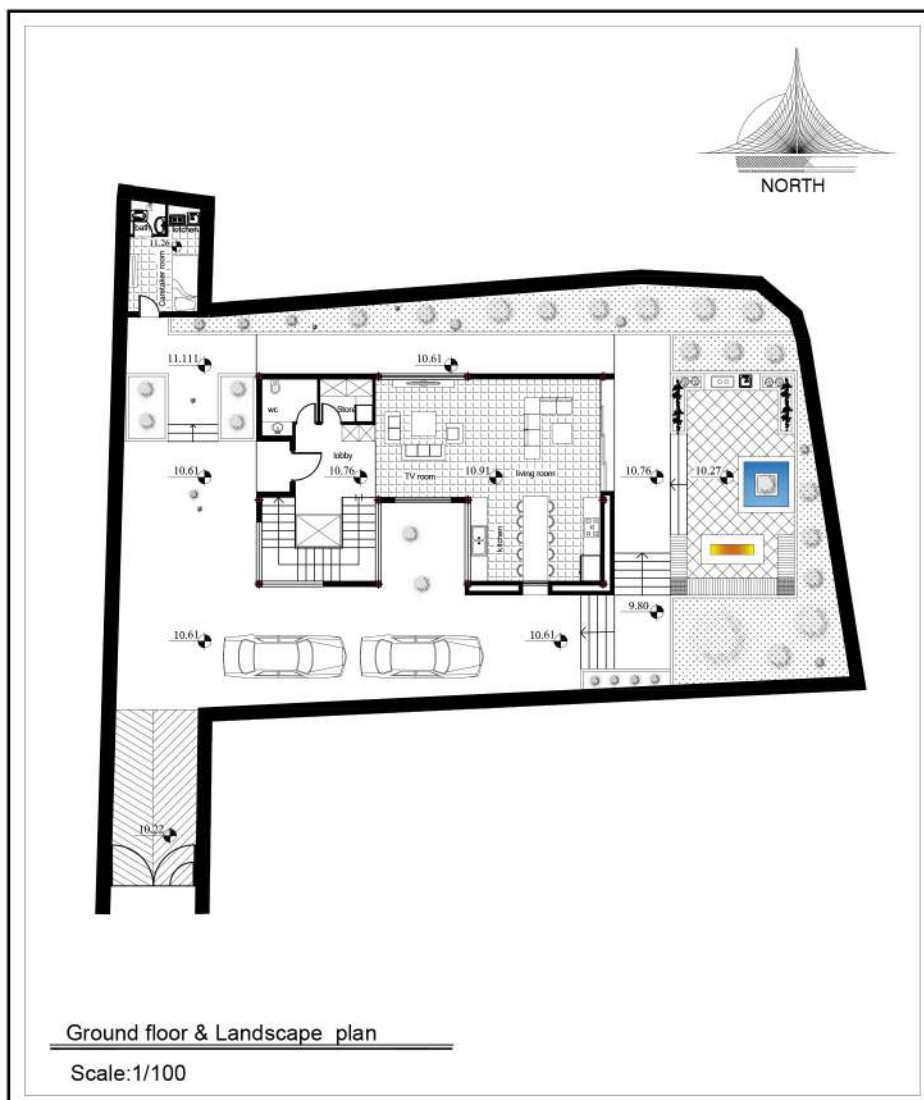 NORTH
bath
kitchen
11.26
Caretaker room
11.111
10.61
wc
Store
lobby
10.61
10.76
TV room
10.91
living room
10.76
10.27
kitchen
9.80
10.61
10.61
10.22
Ground floor & Landscape plan
Scale:1/100